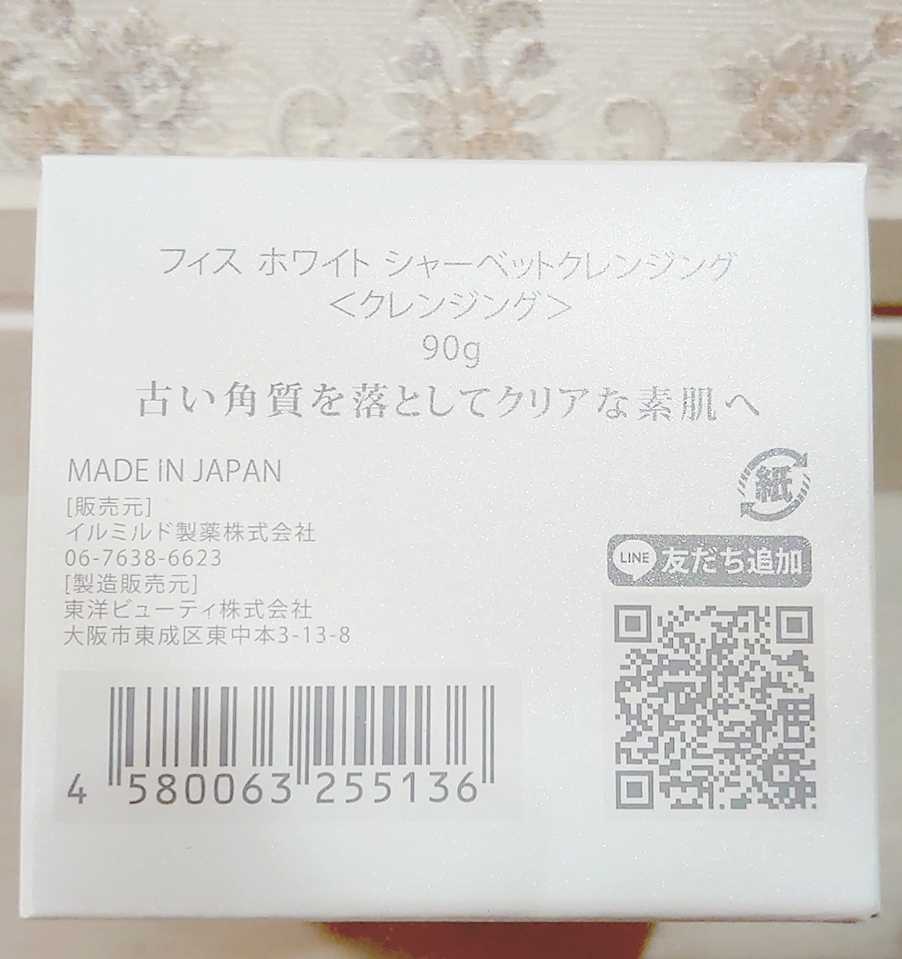 フィス ホワイト シャーベットクレンジング
＜クレンジング＞
90g
古い角質を落としてクリアな素肌へ
MADE IN JAPAN
[販売元]
イルミルド製薬株式会社
06-7638-6623
[製造販売元]
東洋ビューティ株式会社
大阪市東成区東中本3-13-8
紙
LINE 友だち追加
4 580063 255136